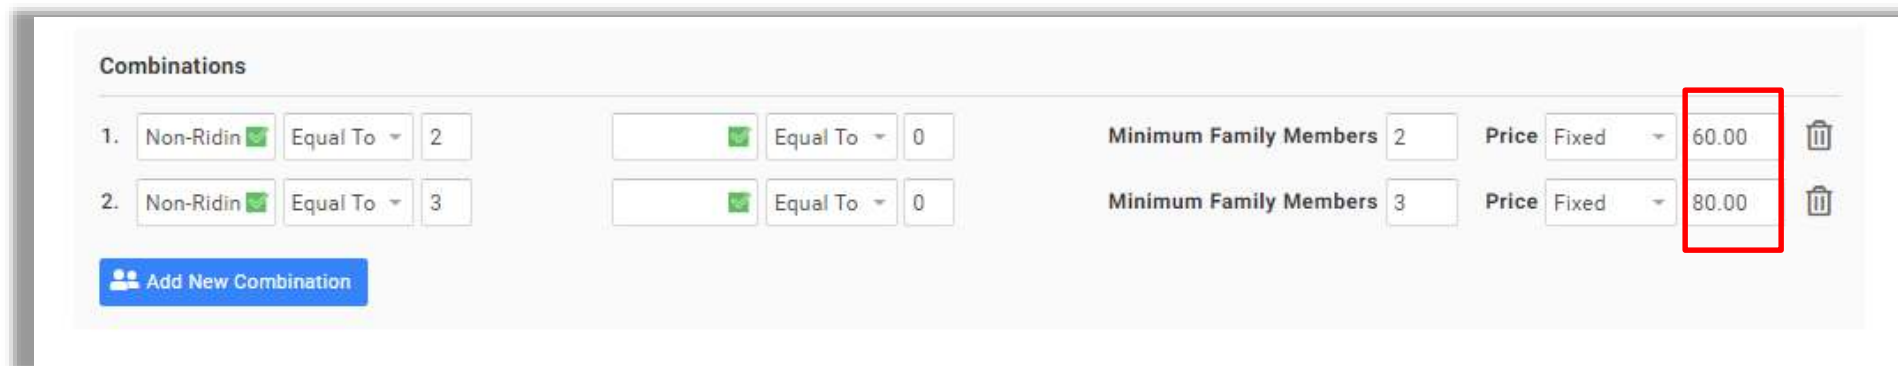 Combinations
1. Non-Ridin Equal To 2 Equal To 0 Minimum Family Members 2 Price Fixed 60.00
2. Non-Ridin Equal To 3 Equal To 0 Minimum Family Members 3 Price Fixed 80.00
Add New Combination